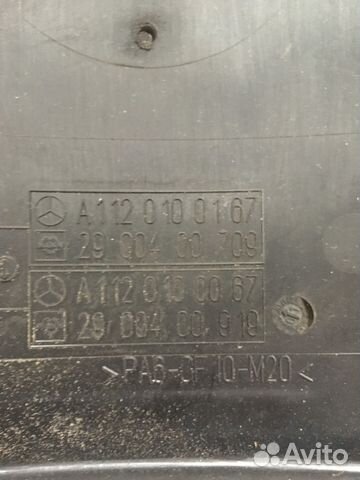 A 112 010 01 67
29 004 00 709
A 112 010 00 67
29 004 00 918
>PA6-GF10-M20<
Avito